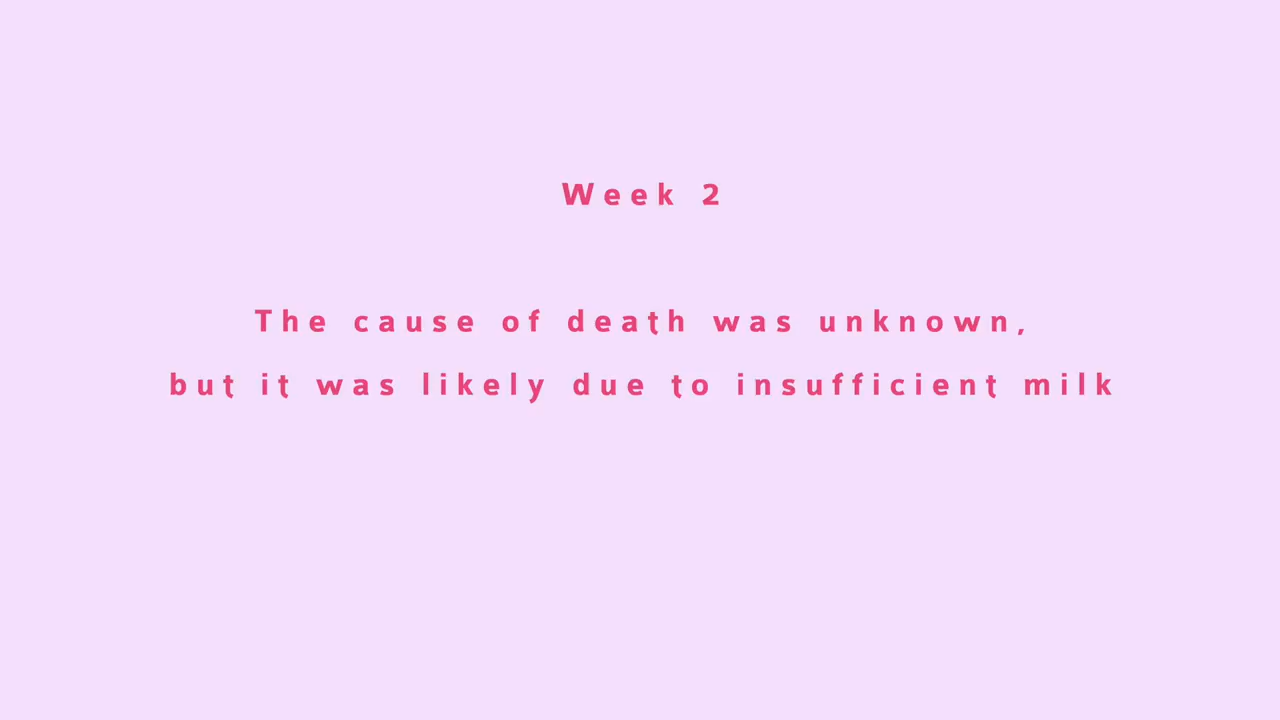 Week 2
The cause of death was unknown,
but it was likely due to insufficient milk